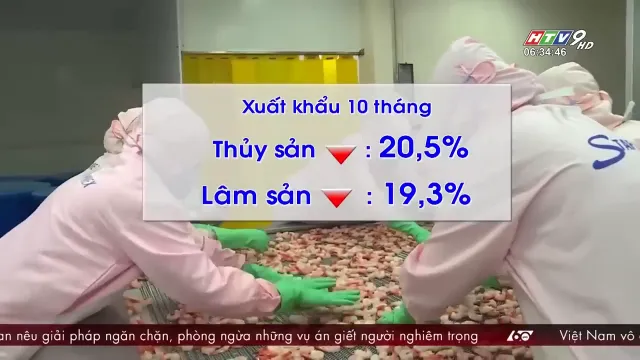 HTV9 HD
06:34:46
Xuất khẩu 10 tháng
Thủy sản : 20,5%
Lâm sản : 19,3%
an nêu giải pháp ngăn chặn, phòng ngừa những vụ án giết người nghiêm trọng 60 Việt Nam vô